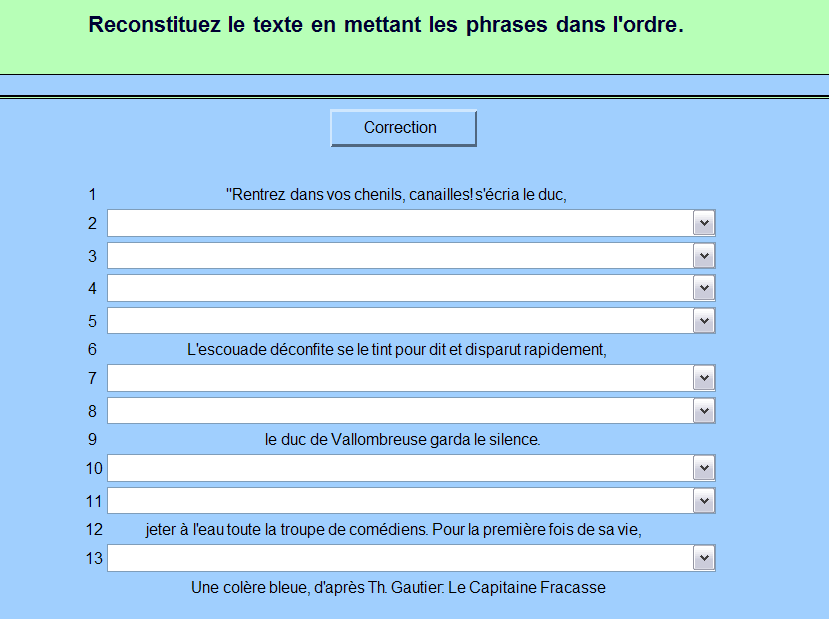 Reconstituez le texte en mettant les phrases dans l'ordre.
Correction
1 "Rentrez dans vos chenils, canailles! s'écria le duc,
2
3
4
5
6 L'escouade déconfite se le tint pour dit et disparut rapidement,
7
8
9 le duc de Vallombreuse garda le silence.
10
11
12 jeter à l'eau toute la troupe de comédiens. Pour la première fois de sa vie,
13
Une colère bleue, d'après Th. Gautier: Le Capitaine Fracasse